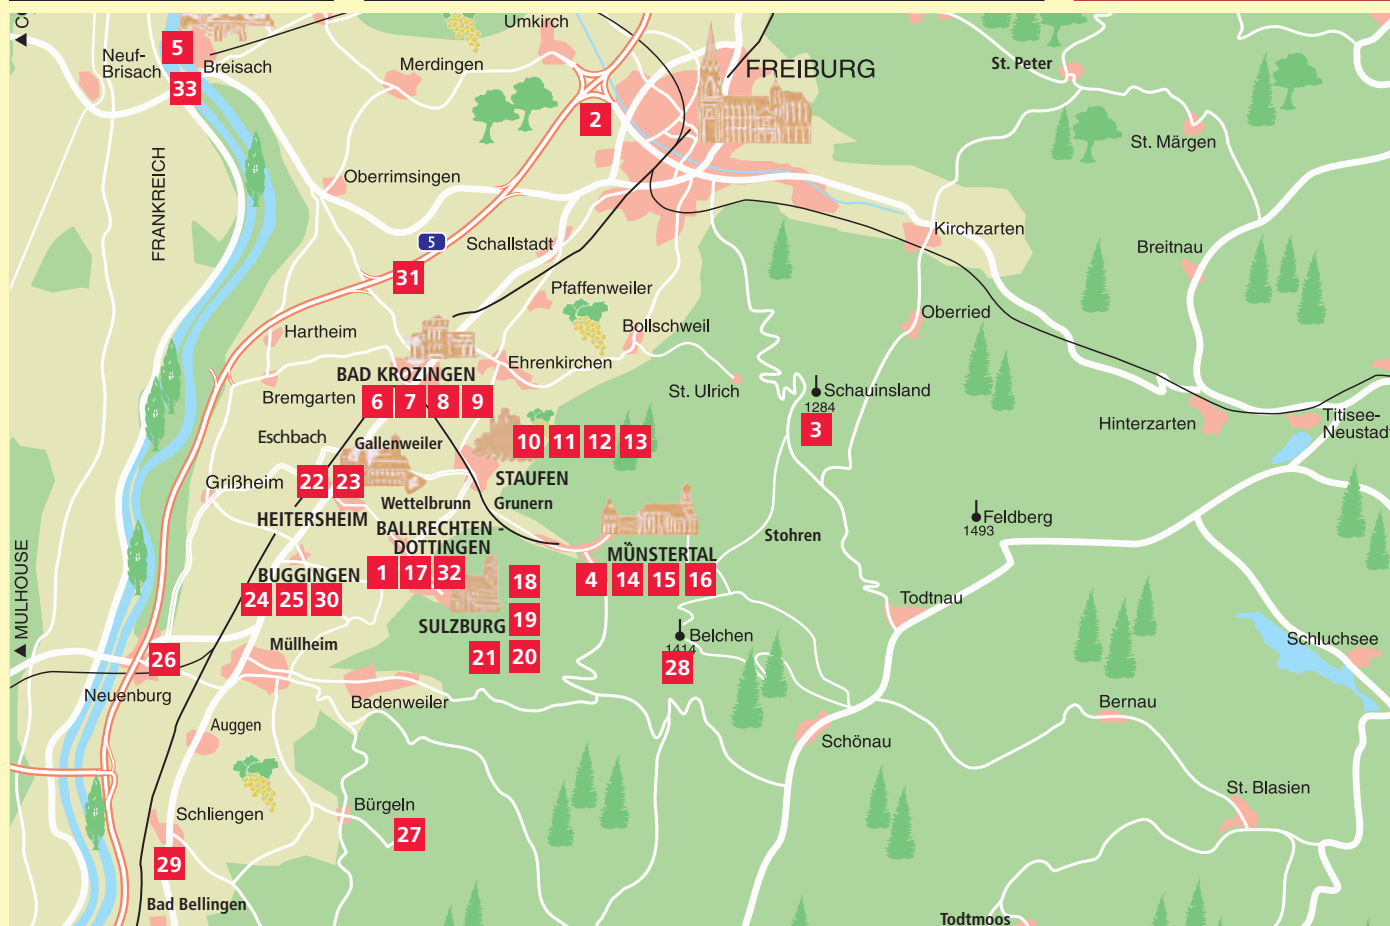 ◄ CO
Umkirch
5
Neuf-
Brisach
Breisach
Merdingen
FREIBURG
St. Peter
33
2
St. Märgen
FRANKREICH
Oberrimsingen
Kirchzarten
5
Schallstadt
Breitnau
31
Pfaffenweiler
Hartheim
Bollschweil
Oberried
Ehrenkirchen
BAD KROZINGEN
St. Ulrich
Schauinsland
1284
Bremgarten
6 7 8 9
3
Hinterzarten
Titisee-
Neustadt
Eschbach
Gallenweiler
10 11 12 13
Grißheim
22 23
STAUFEN
Wettelbrunn
Grunern
Feldberg
1493
HEITERSHEIM
BALLRECHTEN -
DOTTINGEN
Stohren
MÜNSTERTAL
◄ MULHOUSE
BUGGINGEN
1 17 32
18
4 14 15 16
24 25 30
Todtnau
SULZBURG
19
Müllheim
Belchen
1414
Schluchsee
26
21 20
28
Neuenburg
Badenweiler
Bernau
Auggen
Schönau
St. Blasien
Schliengen
Bürgeln
27
29
Bad Bellingen
Todtmoos